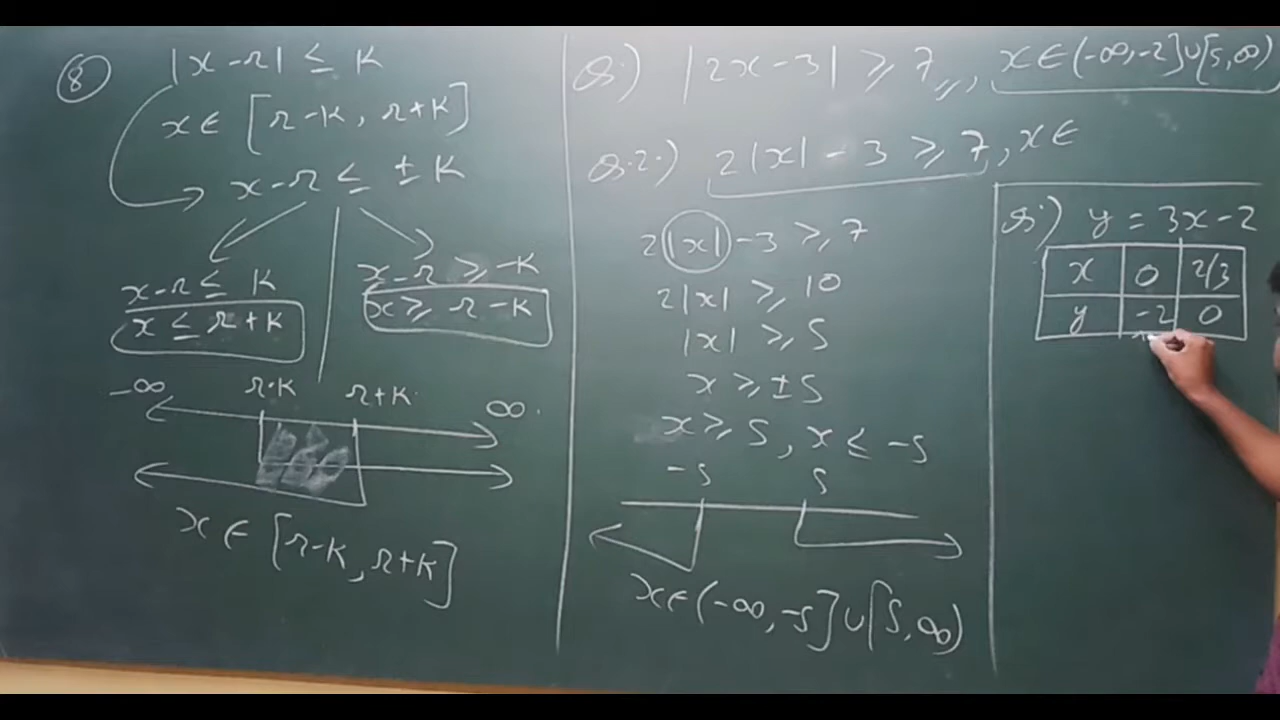 8 |x-r| ≤ K
x ∈ [r-K, r+K]
x-r ≤ ± K
x-r ≤ K
x ≤ r+K
x-r ≥ -K
x ≥ r-K
-∞ r-K r+K ∞
x ∈ [r-K, r+K]
Q.) |2x-3| ≥ 7, x∈(-∞,-2]∪[5,∞)
Q.2.) 2|x| - 3 ≥ 7, x∈
2|x| -3 ≥ 7
2|x| ≥ 10
|x| ≥ 5
x ≥ ±5
x ≥ 5, x ≤ -5
-5 5
x∈(-∞,-5]∪[5,∞)
Q.) y = 3x-2
x 0 2/3
y -2 0